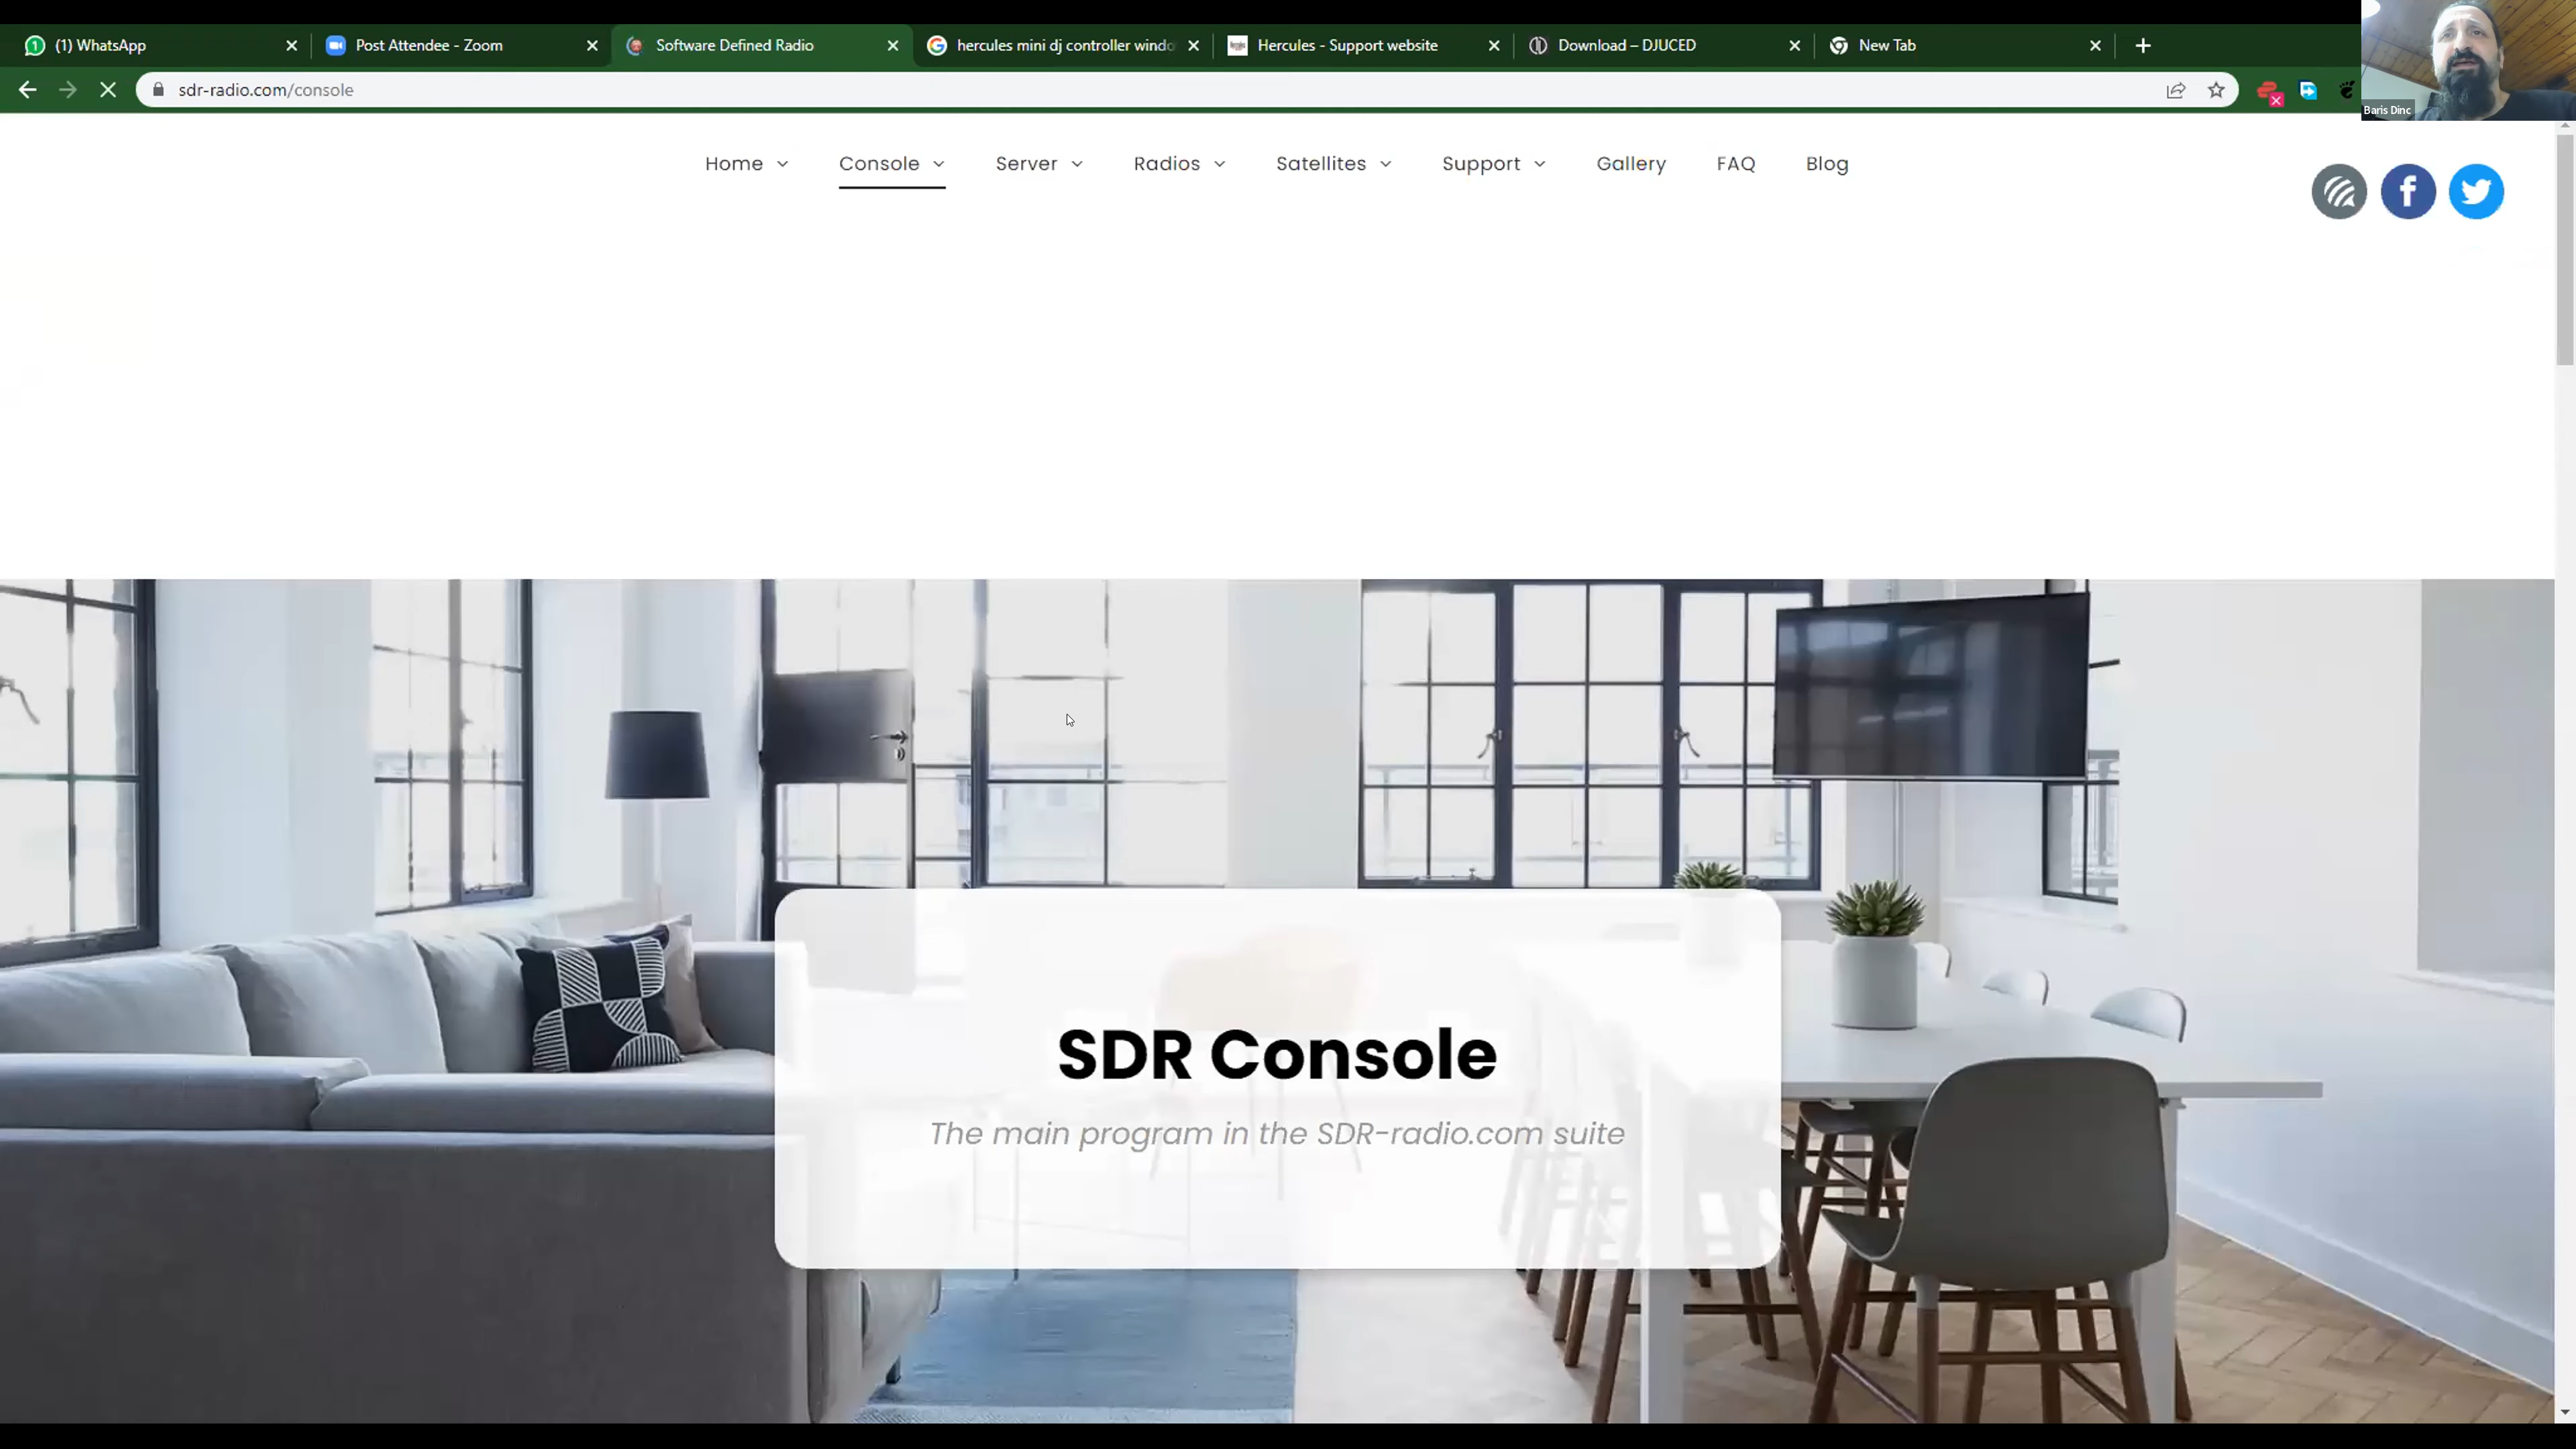 (1) WhatsApp
Post Attendee - Zoom
Software Defined Radio
hercules mini dj controller windo
Hercules - Support website
Download – DJUCED
New Tab
sdr-radio.com/console
Baris Dinc
Home
Console
Server
Radios
Satellites
Support
Gallery
FAQ
Blog
SDR Console
The main program in the SDR-radio.com suite